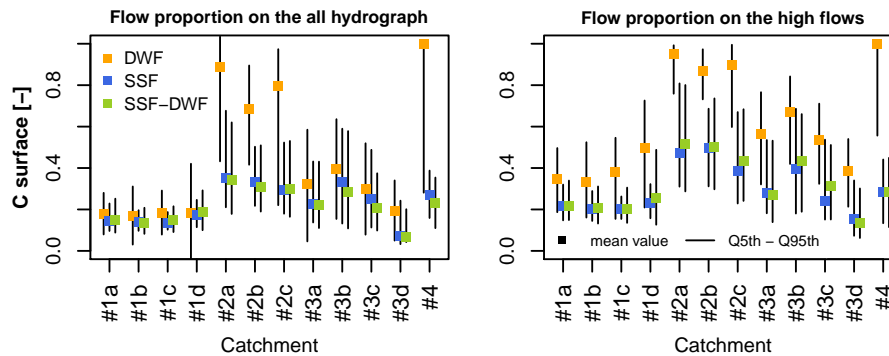 Flow proportion on the all hydrograph
C surface [−]
0.0
0.4
0.8
DWF
SSF
SSF−DWF
#1a
#1b
#1c
#1d
#2a
#2b
#2c
#3a
#3b
#3c
#3d
#4
Catchment
Flow proportion on the high flows
0.0
0.4
0.8
mean value
Q5th − Q95th
#1a
#1b
#1c
#1d
#2a
#2b
#2c
#3a
#3b
#3c
#3d
#4
Catchment